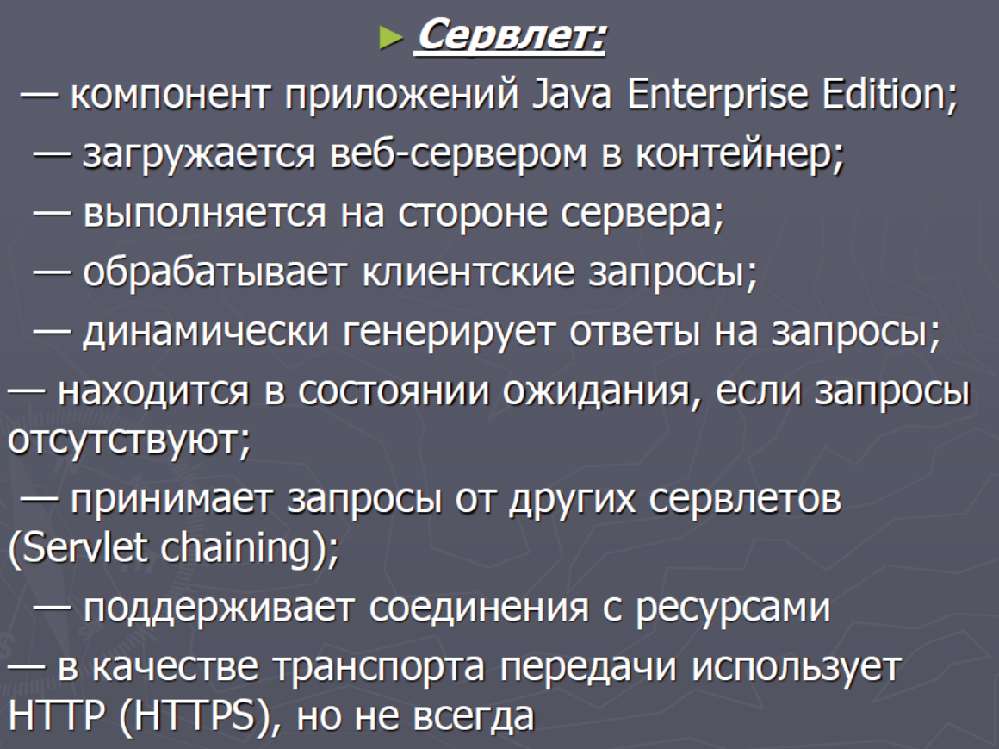 ► Сервлет:
— компонент приложений Java Enterprise Edition;
— загружается веб-сервером в контейнер;
— выполняется на стороне сервера;
— обрабатывает клиентские запросы;
— динамически генерирует ответы на запросы;
— находится в состоянии ожидания, если запросы
отсутствуют;
— принимает запросы от других сервлетов
(Servlet chaining);
— поддерживает соединения с ресурсами
— в качестве транспорта передачи использует
HTTP (HTTPS), но не всегда